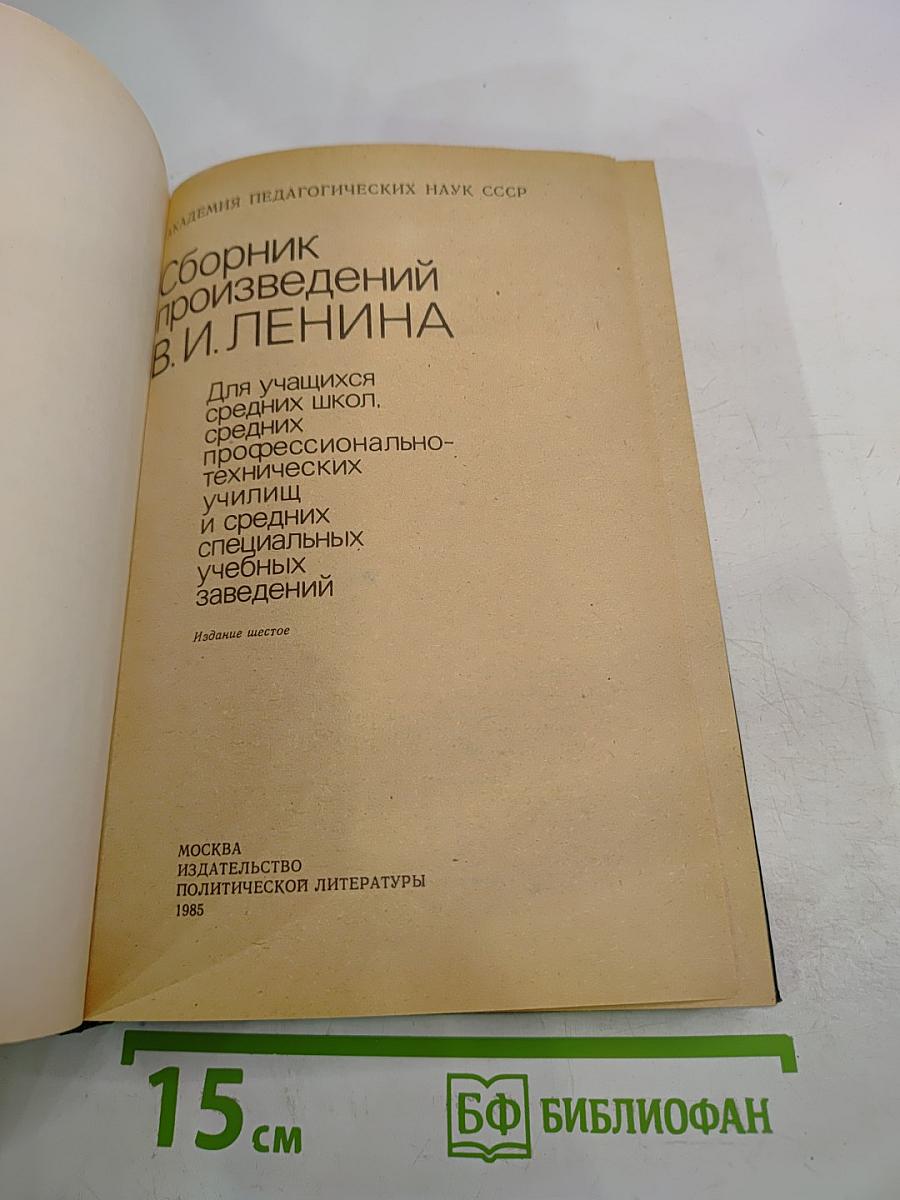 АКАДЕМИЯ ПЕДАГОГИЧЕСКИХ НАУК СССР
Сборник
произведений
В. И. ЛЕНИНА
Для учащихся
средних школ,
средних
профессионально-
технических
училищ
и средних
специальных
учебных
заведений
Издание шестое
МОСКВА
ИЗДАТЕЛЬСТВО
ПОЛИТИЧЕСКОЙ ЛИТЕРАТУРЫ
1985
15 см
БФ БИБЛИОФАН